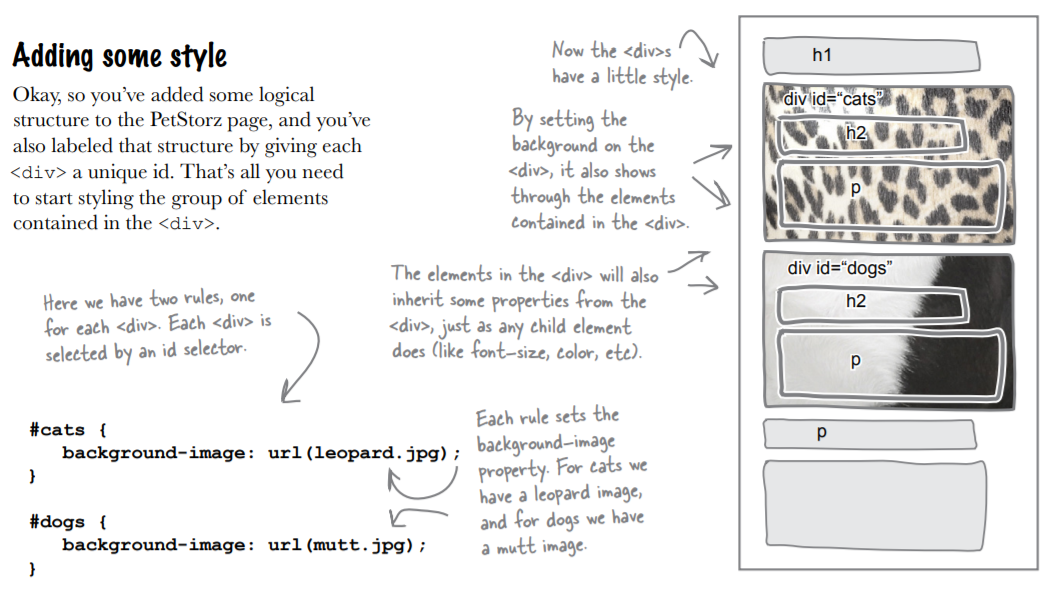 Adding some style
Okay, so you've added some logical
structure to the PetStorz page, and you've
also labeled that structure by giving each
<div> a unique id. That's all you need
to start styling the group of elements
contained in the <div>.
Now the <div>s
have a little style.
By setting the
background on the
<div>, it also shows
through the elements
contained in the <div>.
The elements in the <div> will also
inherit some properties from the
<div>, just as any child element
does (like font-size, color, etc).
Here we have two rules, one
for each <div>. Each <div> is
selected by an id selector.
#cats {
background-image: url(leopard.jpg);
}
#dogs {
background-image: url(mutt.jpg);
}
Each rule sets the
background-image
property. For cats we
have a leopard image,
and for dogs we have
a mutt image.
h1
div id=“cats”
h2
p
div id=“dogs”
h2
p
p